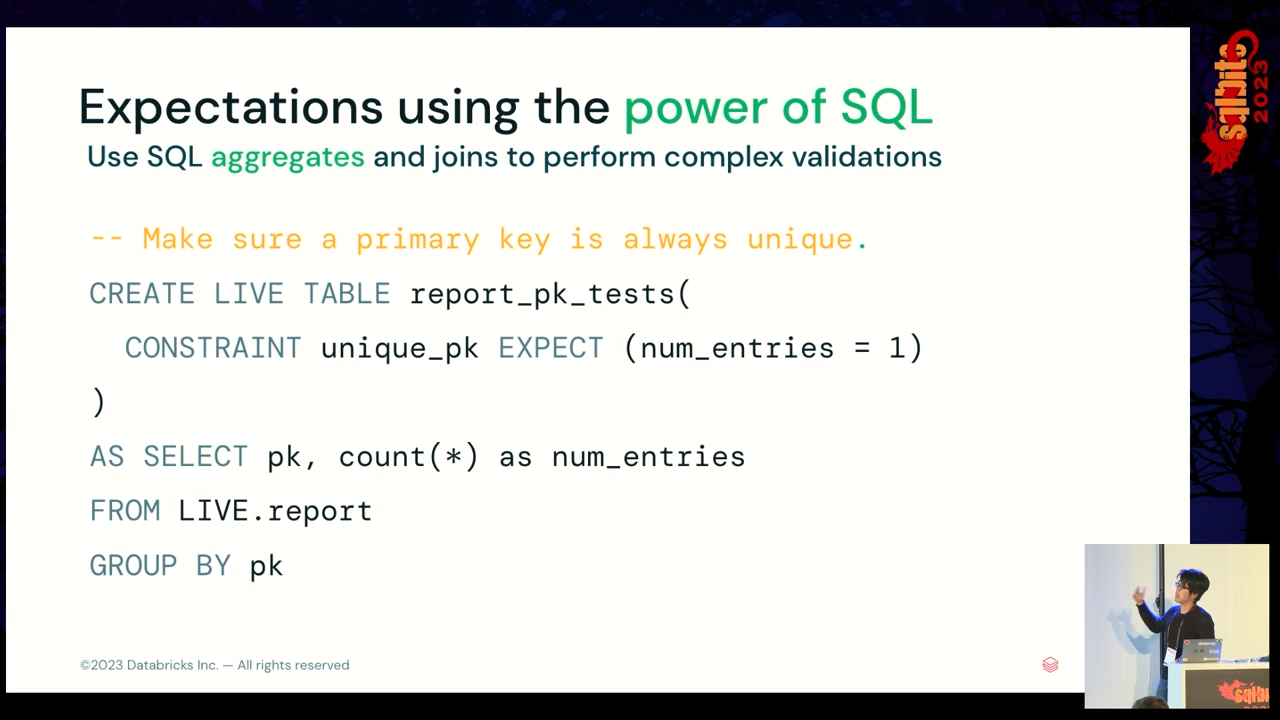 Expectations using the power of SQL
Use SQL aggregates and joins to perform complex validations
-- Make sure a primary key is always unique.
CREATE LIVE TABLE report_pk_tests(
CONSTRAINT unique_pk EXPECT (num_entries = 1)
)
AS SELECT pk, count(*) as num_entries
FROM LIVE.report
GROUP BY pk
©2023 Databricks Inc. — All rights reserved
sqlbits
2023